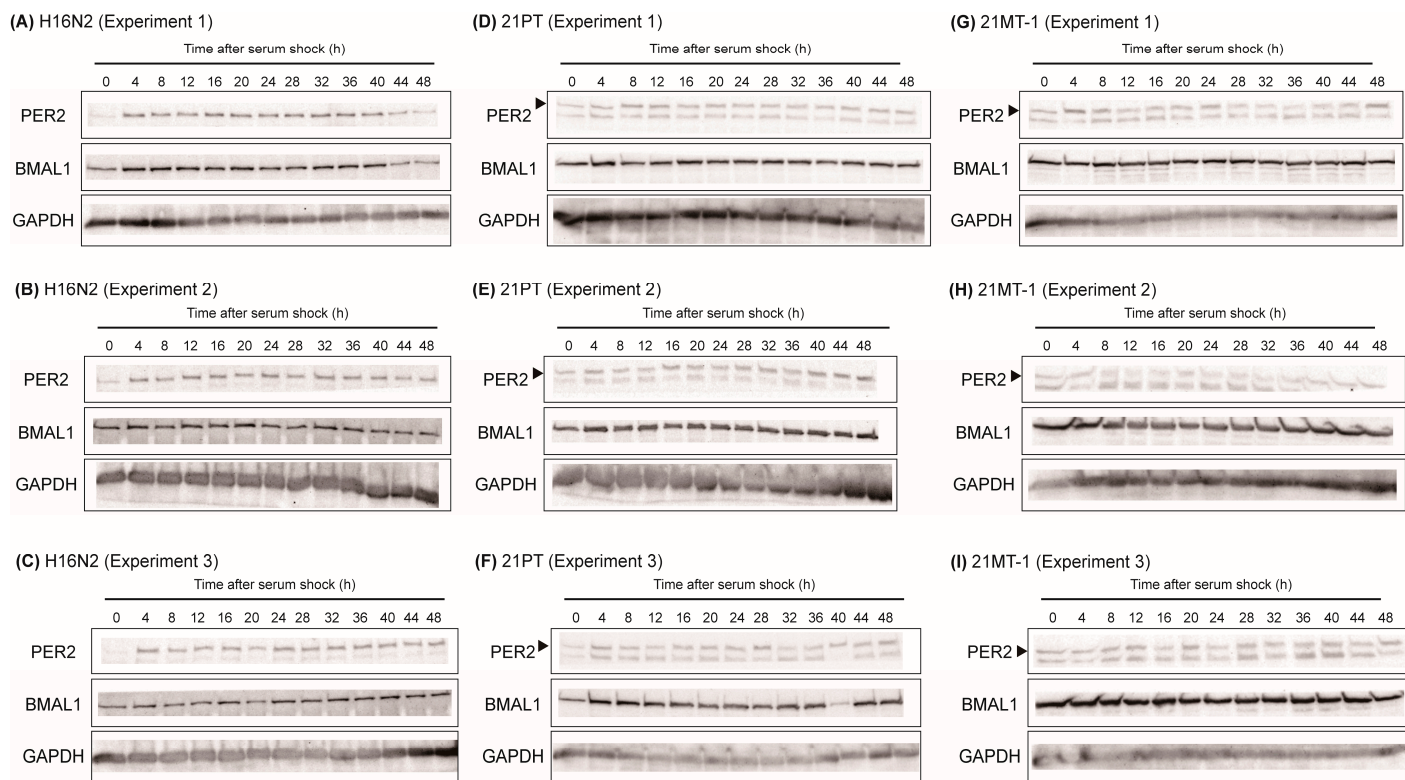 (A) H16N2 (Experiment 1)
Time after serum shock (h)
0 4 8 12 16 20 24 28 32 36 40 44 48
PER2
BMAL1
GAPDH
(D) 21PT (Experiment 1)
Time after serum shock (h)
0 4 8 12 16 20 24 28 32 36 40 44 48
PER2
BMAL1
GAPDH
(G) 21MT-1 (Experiment 1)
Time after serum shock (h)
0 4 8 12 16 20 24 28 32 36 40 44 48
PER2
BMAL1
GAPDH
(B) H16N2 (Experiment 2)
Time after serum shock (h)
0 4 8 12 16 20 24 28 32 36 40 44 48
PER2
BMAL1
GAPDH
(E) 21PT (Experiment 2)
Time after serum shock (h)
0 4 8 12 16 20 24 28 32 36 40 44 48
PER2
BMAL1
GAPDH
(H) 21MT-1 (Experiment 2)
Time after serum shock (h)
0 4 8 12 16 20 24 28 32 36 40 44 48
PER2
BMAL1
GAPDH
(C) H16N2 (Experiment 3)
Time after serum shock (h)
0 4 8 12 16 20 24 28 32 36 40 44 48
PER2
BMAL1
GAPDH
(F) 21PT (Experiment 3)
Time after serum shock (h)
0 4 8 12 16 20 24 28 32 36 40 44 48
PER2
BMAL1
GAPDH
(I) 21MT-1 (Experiment 3)
Time after serum shock (h)
0 4 8 12 16 20 24 28 32 36 40 44 48
PER2
BMAL1
GAPDH